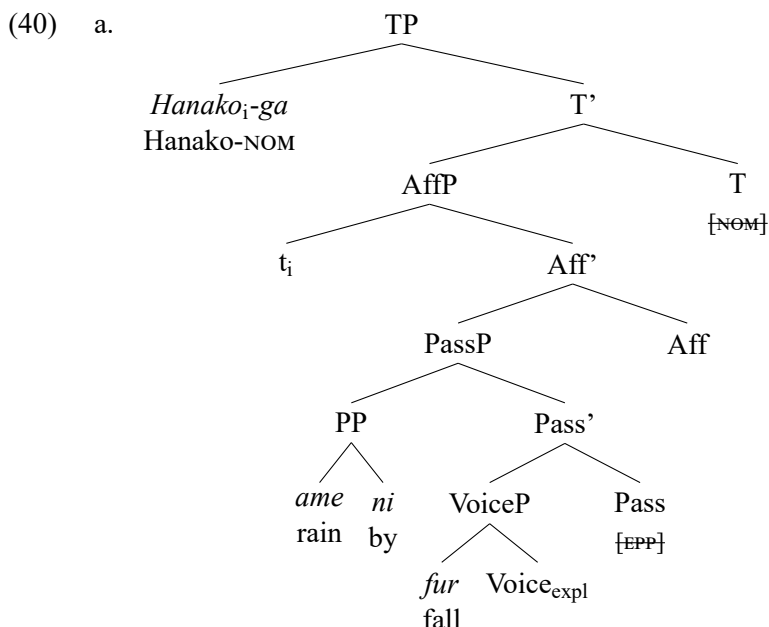 (40) a. TP
Hanakoᵢ-ga T’
Hanako-NOM
AffP T
[NOM]
tᵢ Aff’
PassP Aff
PP Pass’
ame ni VoiceP Pass
rain by [EPP]
fur Voiceexpl
fall